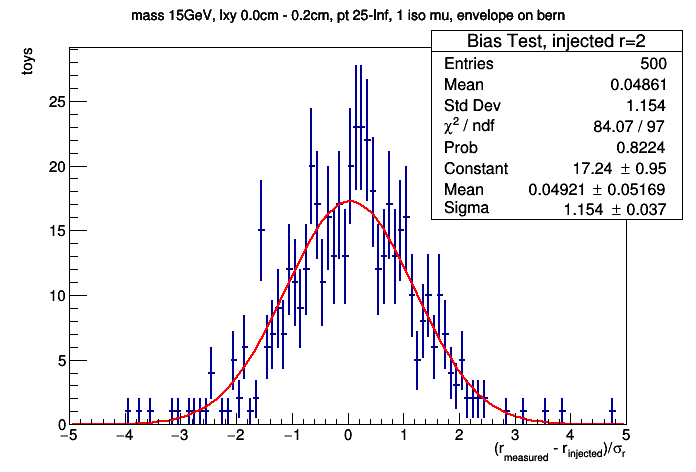 mass 15GeV, lxy 0.0cm - 0.2cm, pt 25-Inf, 1 iso mu, envelope on bern
Bias Test, injected r=2
Entries 500
Mean 0.04861
Std Dev 1.154
χ² / ndf 84.07 / 97
Prob 0.8224
Constant 17.24 ± 0.95
Mean 0.04921 ± 0.05169
Sigma 1.154 ± 0.037
toys
25
20
15
10
5
0
−5 −4 −3 −2 −1 0 1 2 3 4 5
(r_measured - r_injected)/σ_r